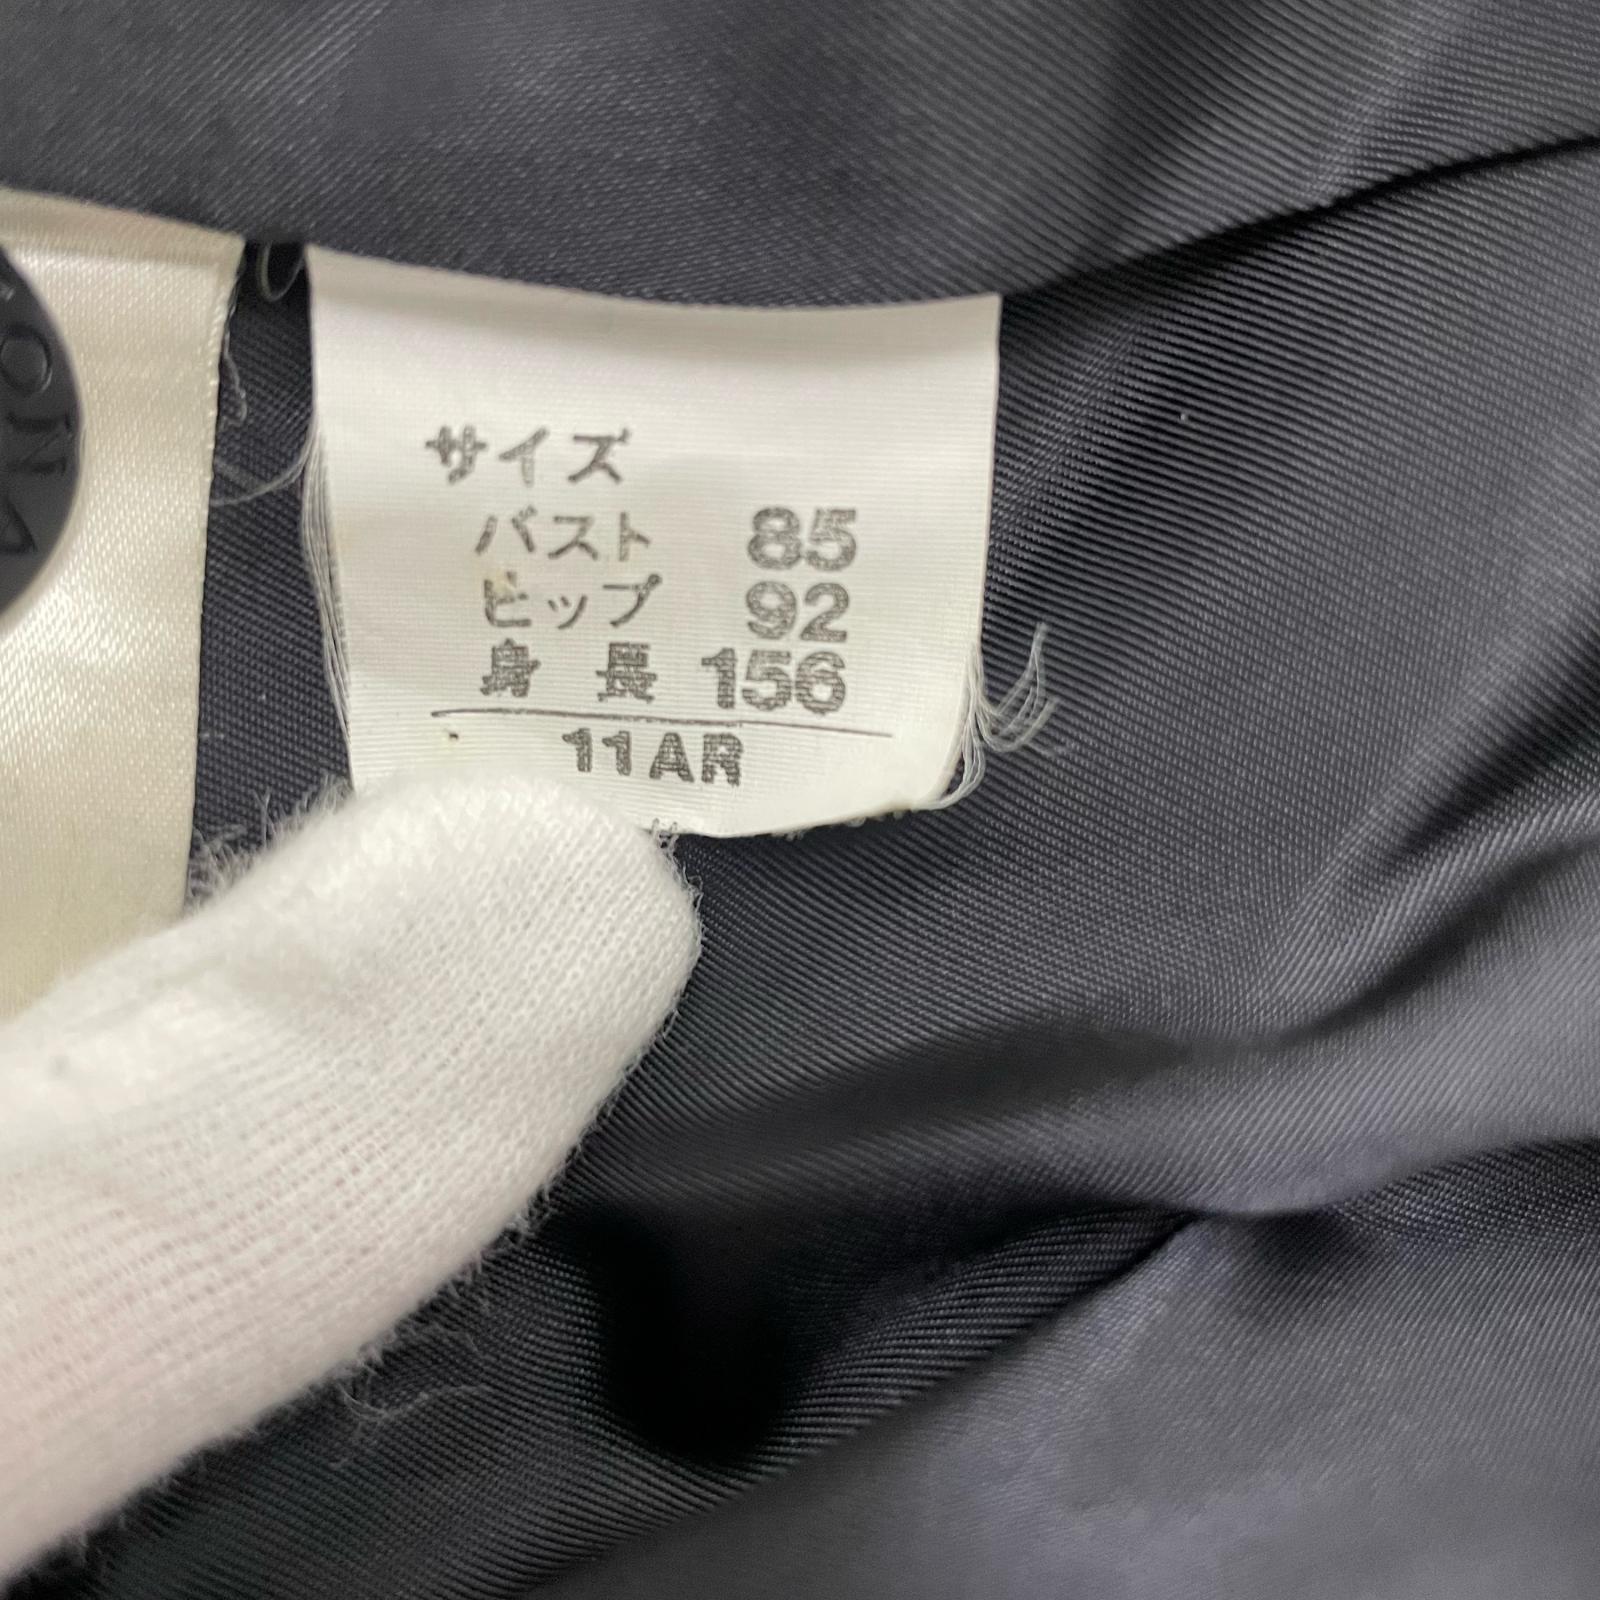 サイズ
バスト 85
ヒップ 92
身長 156
11AR